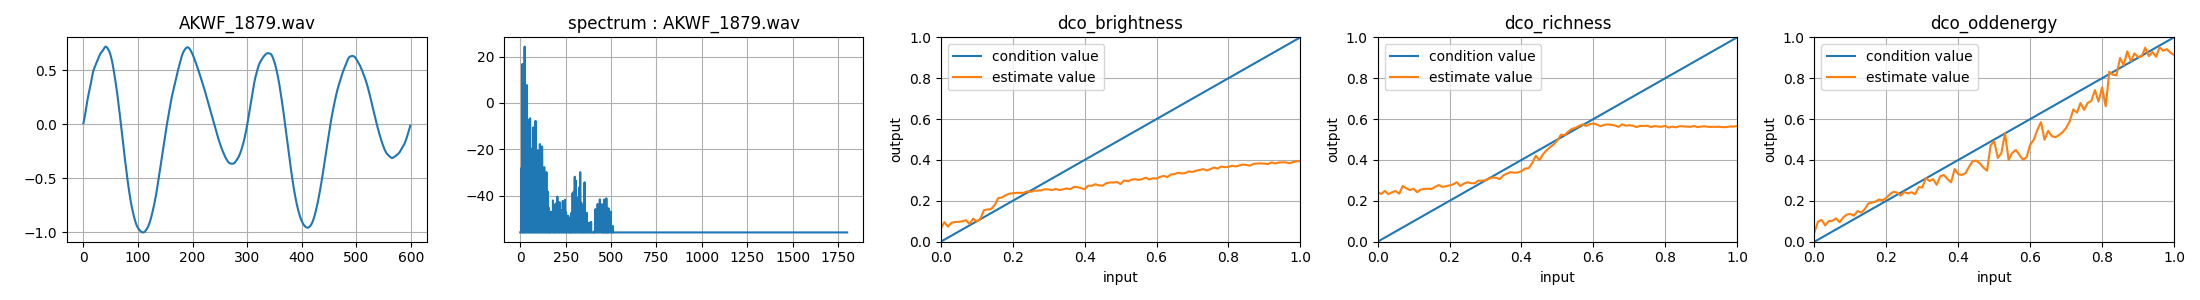 AKWF_1879.wav
0.5
0.0
−0.5
−1.0
0 100 200 300 400 500 600
spectrum : AKWF_1879.wav
20
0
−20
−40
0 250 500 750 1000 1250 1500 1750
dco_brightness
condition value
estimate value
output
1.0
0.8
0.6
0.4
0.2
0.0
0.0 0.2 0.4 0.6 0.8 1.0
input
dco_richness
condition value
estimate value
output
1.0
0.8
0.6
0.4
0.2
0.0
0.0 0.2 0.4 0.6 0.8 1.0
input
dco_oddenergy
condition value
estimate value
output
1.0
0.8
0.6
0.4
0.2
0.0
0.0 0.2 0.4 0.6 0.8 1.0
input